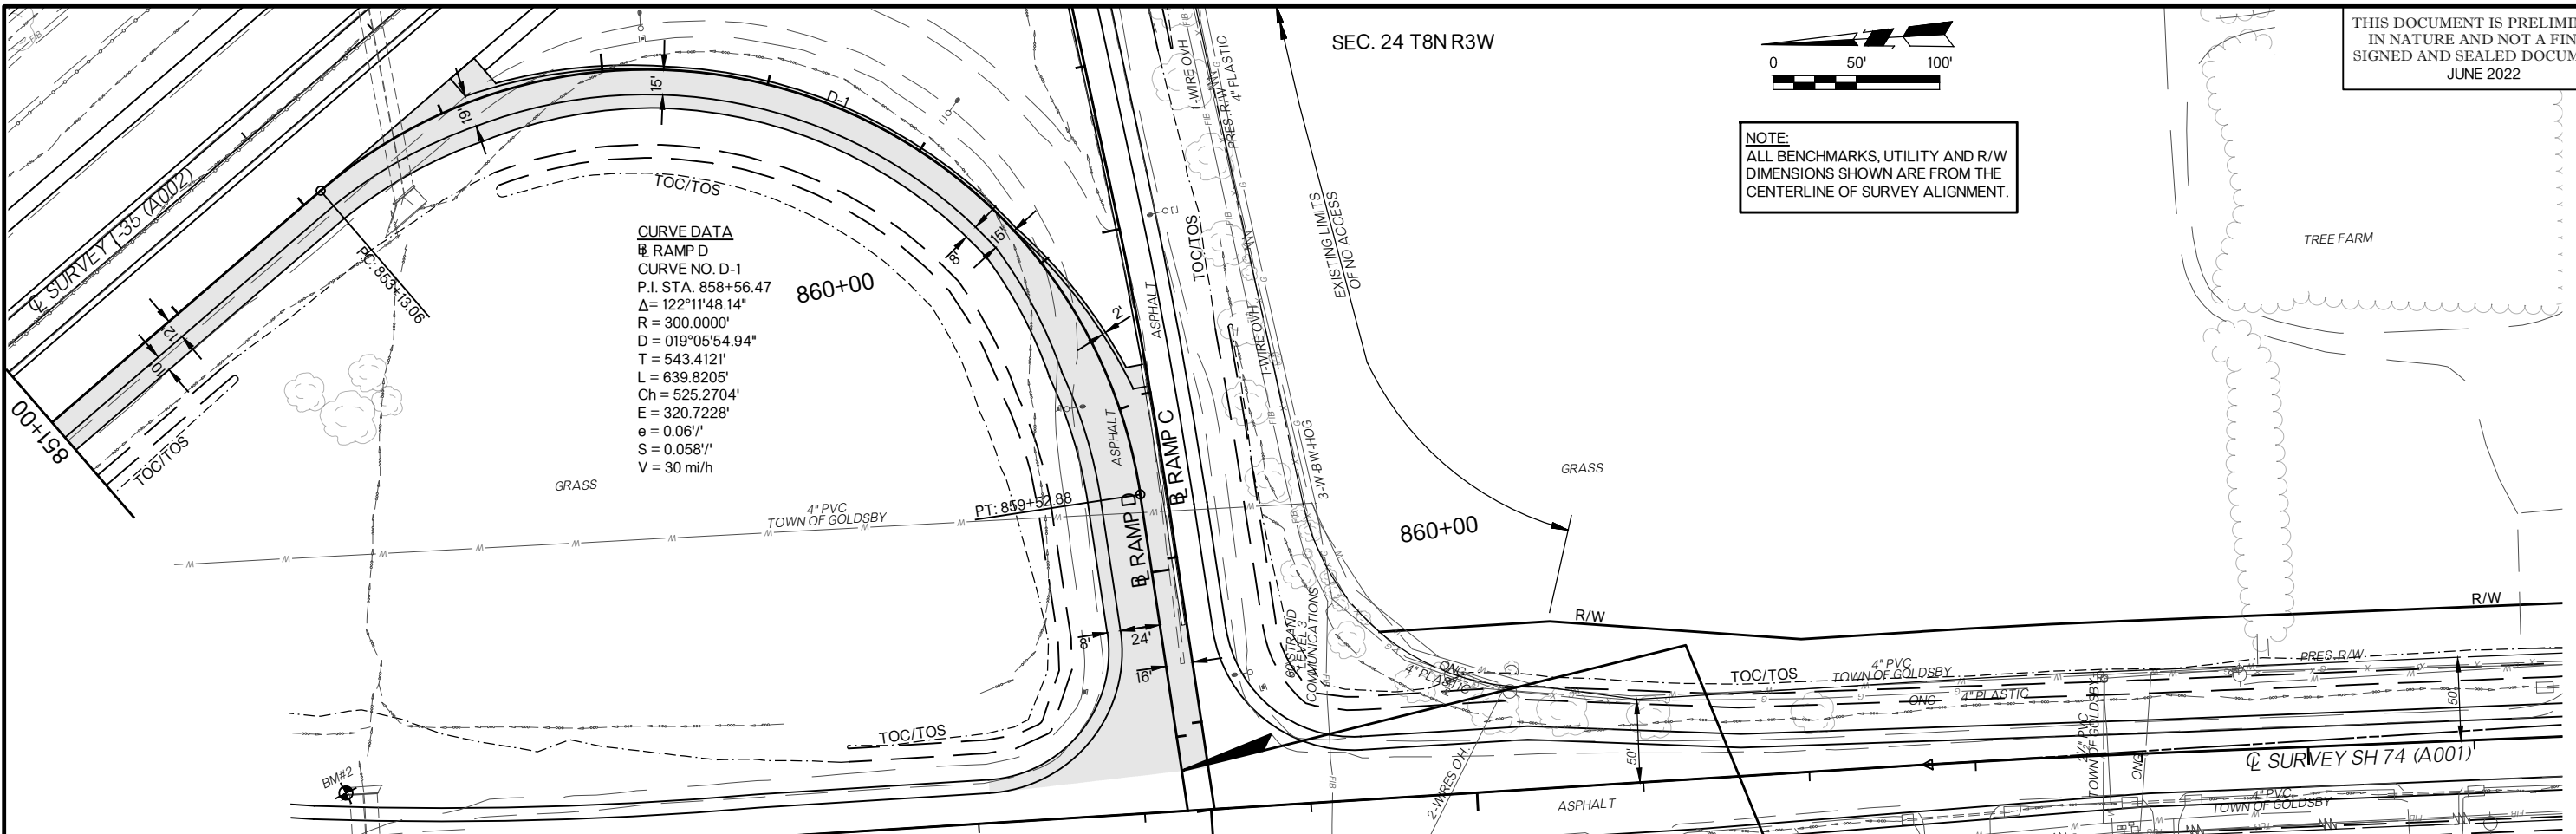 THIS DOCUMENT IS PRELIMI
IN NATURE AND NOT A FIN
SIGNED AND SEALED DOCUM
JUNE 2022
SEC. 24 T8N R3W
0 50' 100'
NOTE:
ALL BENCHMARKS, UTILITY AND R/W
DIMENSIONS SHOWN ARE FROM THE
CENTERLINE OF SURVEY ALIGNMENT.
CURVE DATA
℄ RAMP D
CURVE NO. D-1
P.I. STA. 858+56.47
Δ= 122°11'48.14"
R = 300.0000'
D = 019°05'54.94"
T = 543.4121'
L = 639.8205'
Ch = 525.2704'
E = 320.7228'
e = 0.06'/'
S = 0.058'/'
V = 30 mi/h
860+00
℄ SURVEY I-35 (A002)
PC: 853+13.06
851+00
12'
10'
TOC/TOS
19'
15'
D-1
TOC/TOS
15'
8'
2'
GRASS
4" PVC
TOWN OF GOLDSBY
PT: 859+52.88
ASPHALT
ASPHALT
℄ RAMP D
℄ RAMP C
TOC/TOS
1-WIRE OVH
PRES. R/W
4" PLASTIC
1-WIRE OVH
3-W-BW-HOG
EXISTING LIMITS
OF NO ACCESS
860+00
GRASS
TREE FARM
8'
24'
16'
TOC/TOS
BM#2
STRAND
LEVEL 3
COMMUNICATIONS
ONG
4" PLASTIC
2-WIRES O.H.
50'
R/W
R/W
TOC/TOS
4" PVC
TOWN OF GOLDSBY
ONG
4" PLASTIC
PRES. R/W
50'
TOWN OF GOLDSBY
ONG
℄ SURVEY SH 74 (A001)
ASPHALT
4" PVC
TOWN OF GOLDSBY